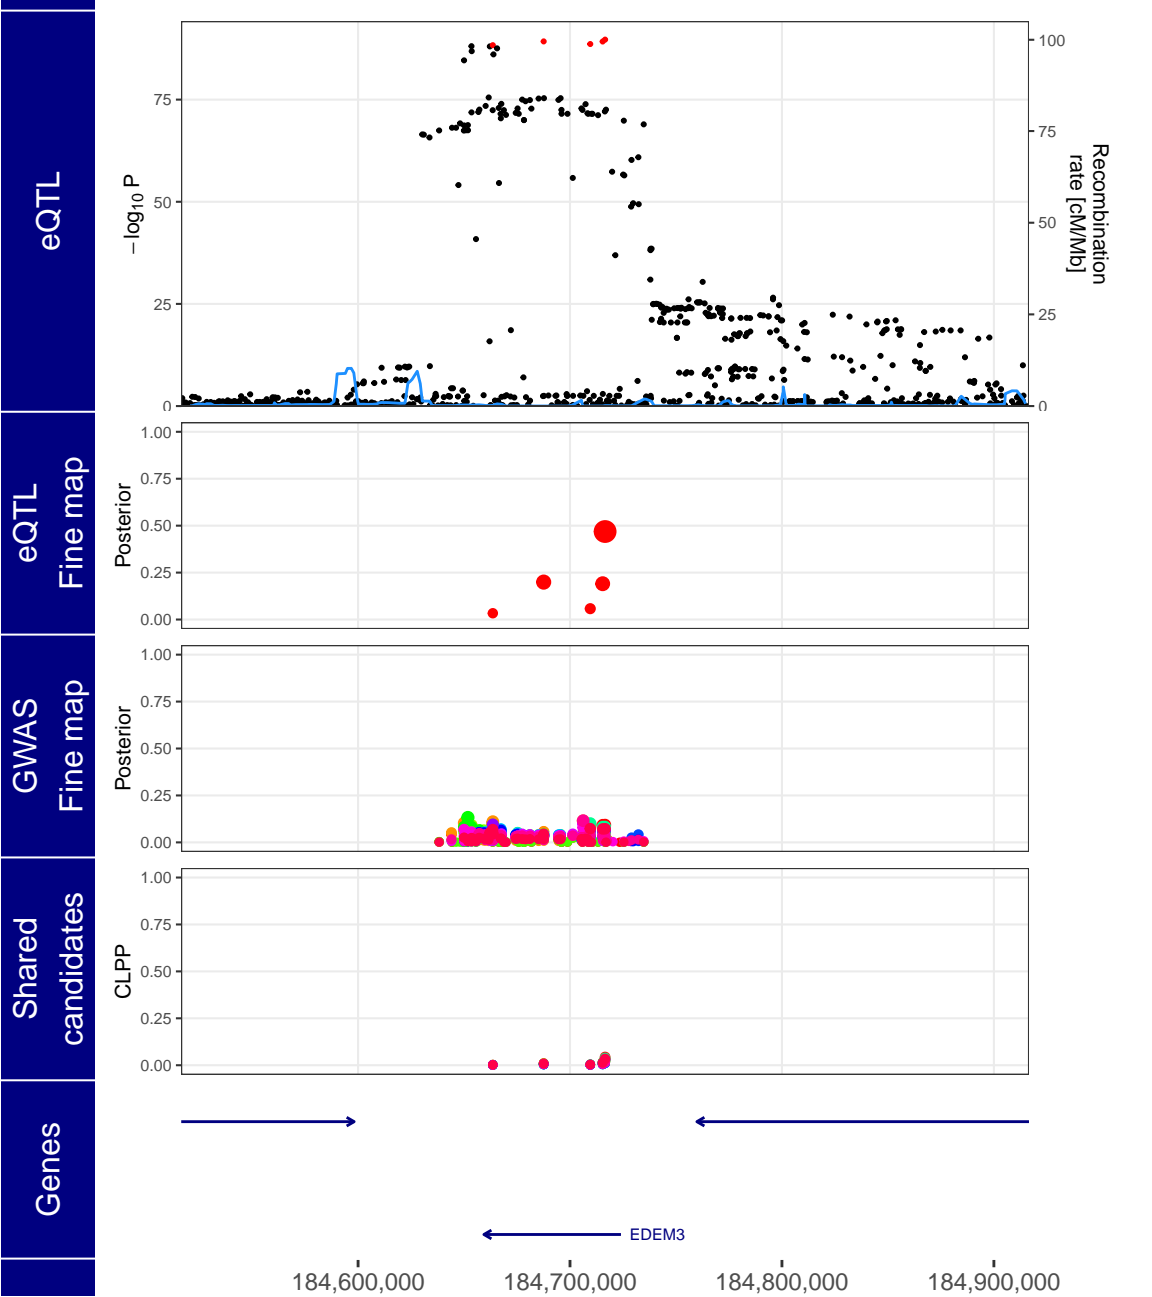 eQTL
−log10 P
75
50
25
0
100
75
50
25
0
Recombination
rate [cM/Mb]
eQTL
Fine map
Posterior
1.00
0.75
0.50
0.25
0.00
GWAS
Fine map
Posterior
1.00
0.75
0.50
0.25
0.00
Shared
candidates
CLPP
1.00
0.75
0.50
0.25
0.00
Genes
EDEM3
184,600,000
184,700,000
184,800,000
184,900,000